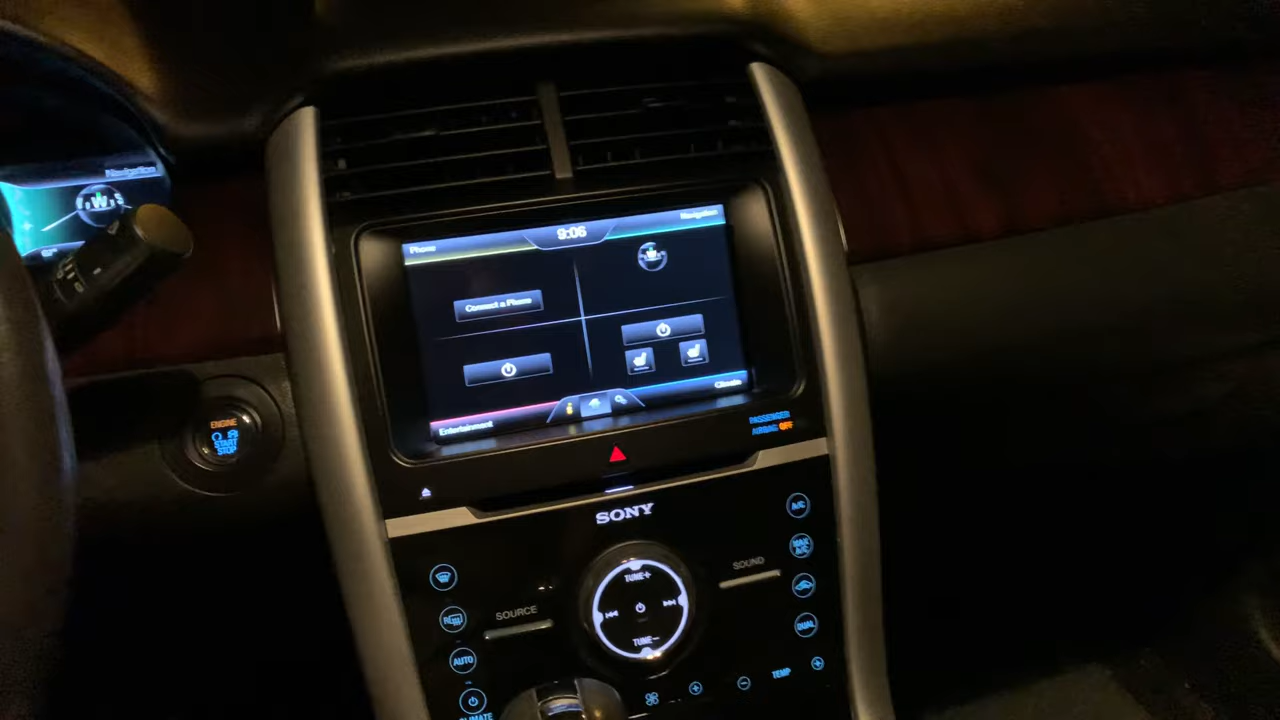 Navigation
W
Phone
9:06
Navigation
Connect a Phone
Climate
Entertainment
PASSENGER
AIRBAG OFF
ENGINE
START
STOP
SONY
A/C
MAX
A/C
TUNE+
SOUND
SOURCE
TUNE-
R
DUAL
AUTO
TEMP
CLIMATE